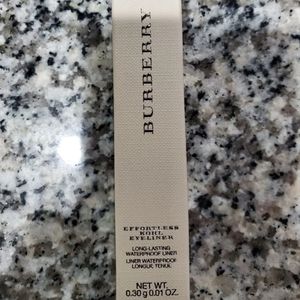 BURBERRY
EFFORTLESS
KOHL
EYELINER
LONG-LASTING
WATERPROOF LINER
LINER WATERPROOF
LONGUE TENUE
NET WT.
0.30 g 0.01 OZ.